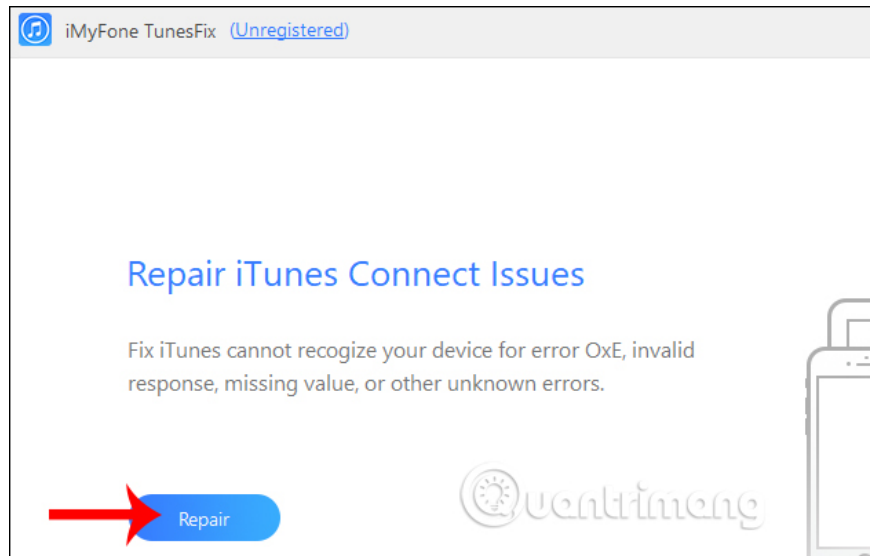 iMyFone TunesFix (Unregistered)
Repair iTunes Connect Issues
Fix iTunes cannot recogize your device for error OxE, invalid
response, missing value, or other unknown errors.
Repair
Quantrimang